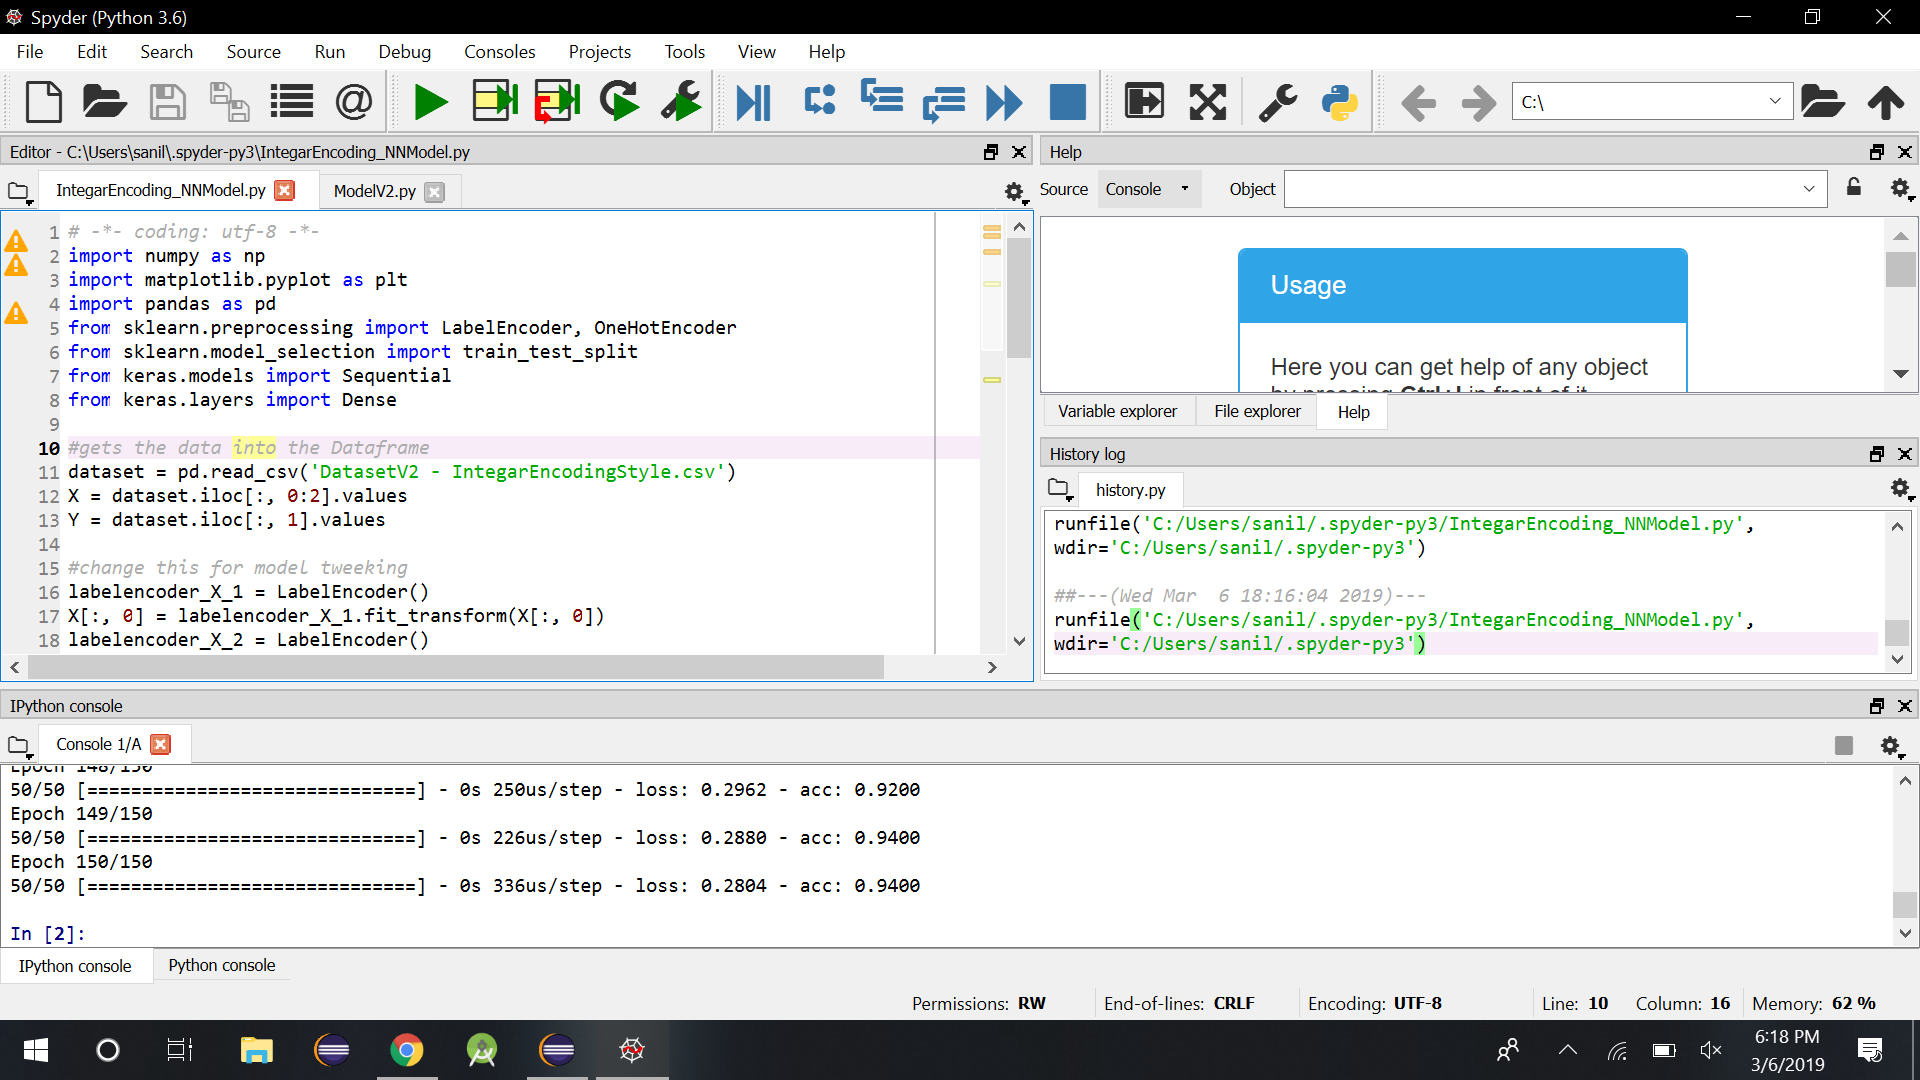 Spyder (Python 3.6)
File Edit Search Source Run Debug Consoles Projects Tools View Help
C:\
Editor - C:\Users\sanil\.spyder-py3\IntegarEncoding_NNModel.py
IntegarEncoding_NNModel.py ModelV2.py
1 # -*- coding: utf-8 -*-
2 import numpy as np
3 import matplotlib.pyplot as plt
4 import pandas as pd
5 from sklearn.preprocessing import LabelEncoder, OneHotEncoder
6 from sklearn.model_selection import train_test_split
7 from keras.models import Sequential
8 from keras.layers import Dense
9
10 #gets the data into the Dataframe
11 dataset = pd.read_csv('DatasetV2 - IntegarEncodingStyle.csv')
12 X = dataset.iloc[:, 0:2].values
13 Y = dataset.iloc[:, 1].values
14
15 #change this for model tweeking
16 labelencoder_X_1 = LabelEncoder()
17 X[:, 0] = labelencoder_X_1.fit_transform(X[:, 0])
18 labelencoder_X_2 = LabelEncoder()
Help
Source Console Object
Usage
Here you can get help of any object
by pressing Ctrl+I in front of it
Variable explorer File explorer Help
History log
history.py
runfile('C:/Users/sanil/.spyder-py3/IntegarEncoding_NNModel.py',
wdir='C:/Users/sanil/.spyder-py3')
##---(Wed Mar  6 18:16:04 2019)---
runfile('C:/Users/sanil/.spyder-py3/IntegarEncoding_NNModel.py',
wdir='C:/Users/sanil/.spyder-py3')
IPython console
Console 1/A
Epoch 148/150
50/50 [==============================] - 0s 250us/step - loss: 0.2962 - acc: 0.9200
Epoch 149/150
50/50 [==============================] - 0s 226us/step - loss: 0.2880 - acc: 0.9400
Epoch 150/150
50/50 [==============================] - 0s 336us/step - loss: 0.2804 - acc: 0.9400
In [2]:
IPython console Python console
Permissions: RW End-of-lines: CRLF Encoding: UTF-8 Line: 10 Column: 16 Memory: 62 %
6:18 PM
3/6/2019